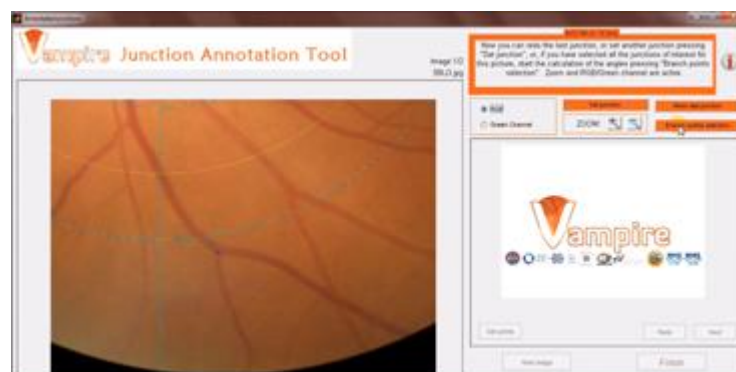 Vampire Junction Annotation Tool
image 1/2
Now you can redo the last junction, or set another junction pressing
"Set junction", or, if you have selected all the junctions of interest for
this picture, start the calculation of the angles pressing "Branch points
selection". Zoom and RGB/Green channel are active.
RGB
Green Channel
Set junction
ZOOM
Branch points selection
Vampire
Next image